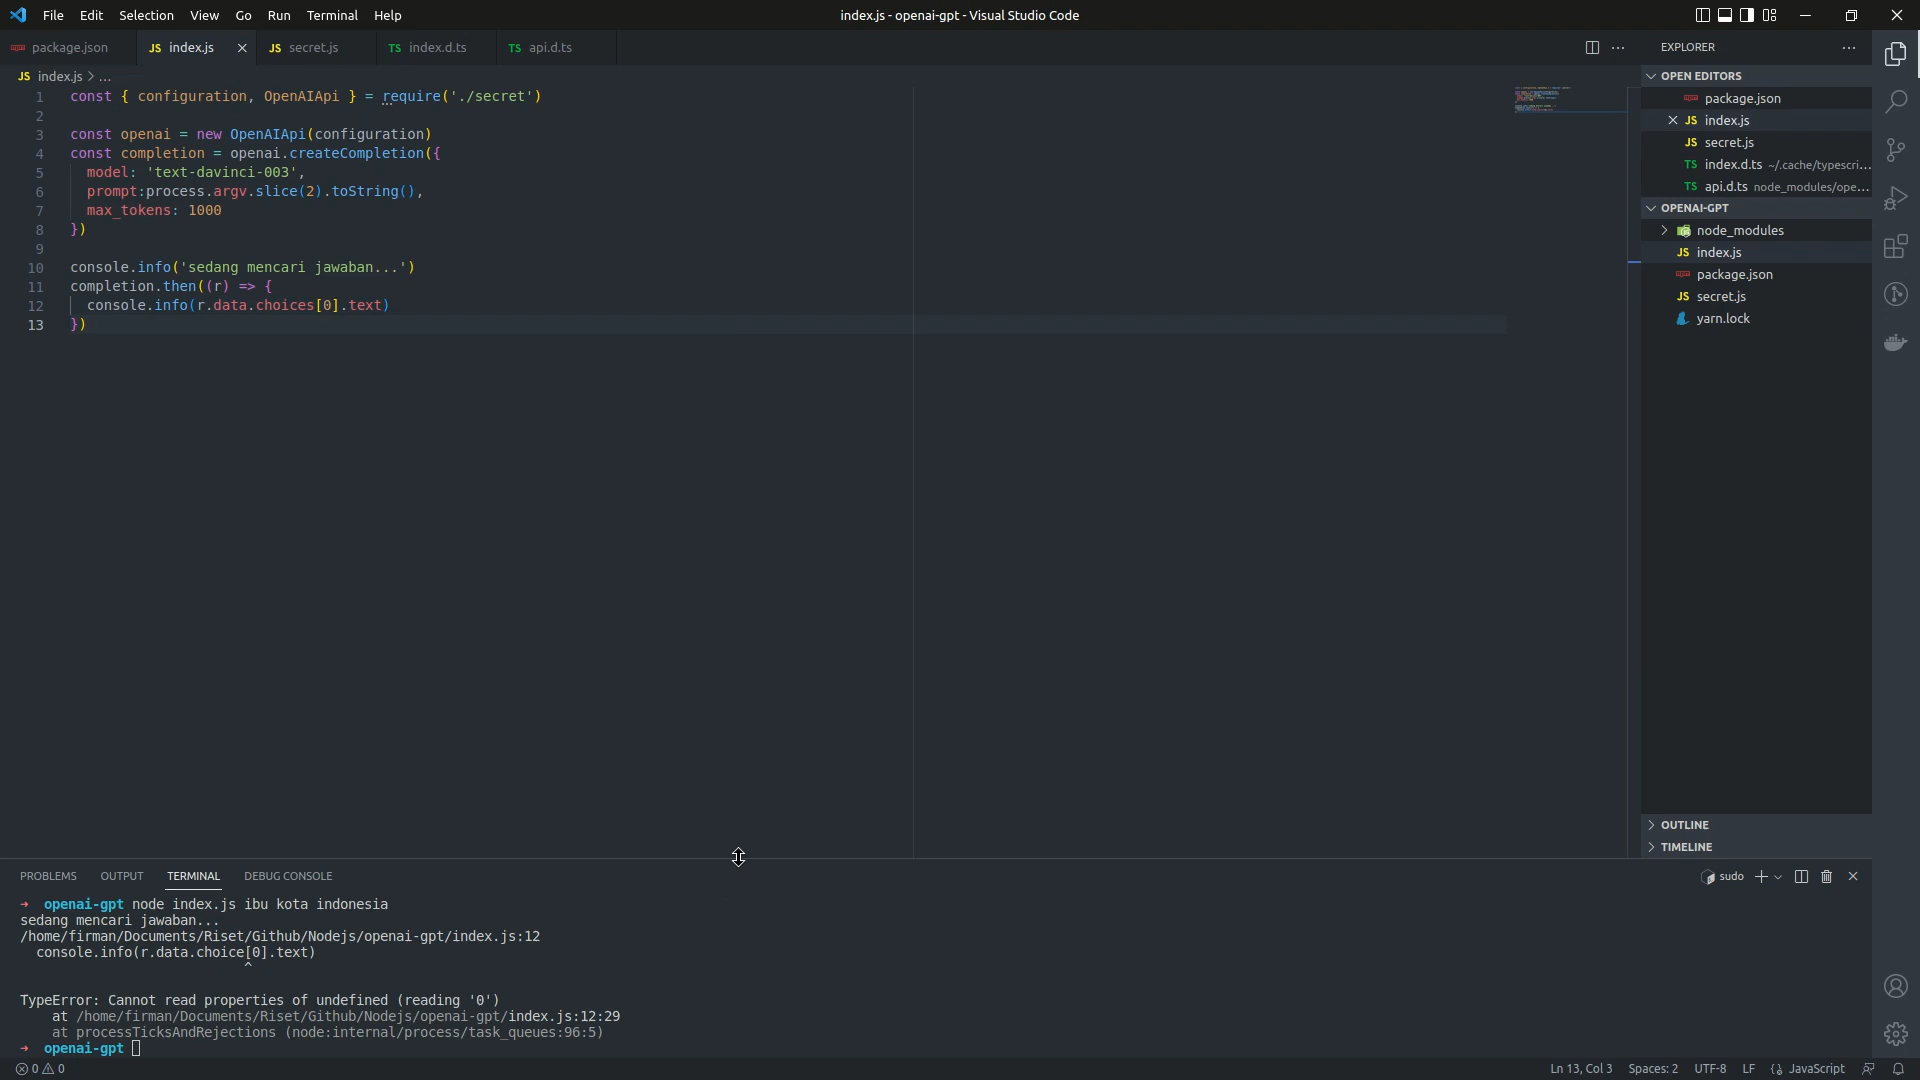 File Edit Selection View Go Run Terminal Help
index.js - openai-gpt - Visual Studio Code
package.json
JS index.js
JS secret.js
TS index.d.ts
TS api.d.ts
JS index.js > ...
1 const { configuration, OpenAIApi } = require('./secret')
2
3 const openai = new OpenAIApi(configuration)
4 const completion = openai.createCompletion({
5   model: 'text-davinci-003',
6   prompt:process.argv.slice(2).toString(),
7   max_tokens: 1000
8 })
9
10 console.info('sedang mencari jawaban...')
11 completion.then((r) => {
12   console.info(r.data.choices[0].text)
13 })
EXPLORER
OPEN EDITORS
package.json
JS index.js
JS secret.js
TS index.d.ts ~/.cache/typescri...
TS api.d.ts node_modules/ope...
OPENAI-GPT
node_modules
JS index.js
package.json
JS secret.js
yarn.lock
OUTLINE
TIMELINE
PROBLEMS OUTPUT TERMINAL DEBUG CONSOLE
sudo
➜ openai-gpt node index.js ibu kota indonesia
sedang mencari jawaban...
/home/firman/Documents/Riset/Github/Nodejs/openai-gpt/index.js:12
  console.info(r.data.choice[0].text)
^
TypeError: Cannot read properties of undefined (reading '0')
    at /home/firman/Documents/Riset/Github/Nodejs/openai-gpt/index.js:12:29
    at processTicksAndRejections (node:internal/process/task_queues:96:5)
➜ openai-gpt
0 0
Ln 13, Col 3 Spaces: 2 UTF-8 LF {} JavaScript